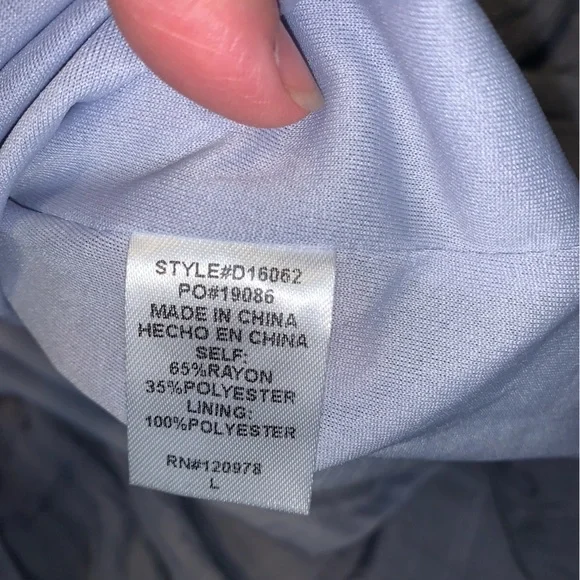 STYLE#D16062
PO#19086
MADE IN CHINA
HECHO EN CHINA
SELF:
65%RAYON
35%POLYESTER
LINING:
100%POLYESTER
RN#120978
L